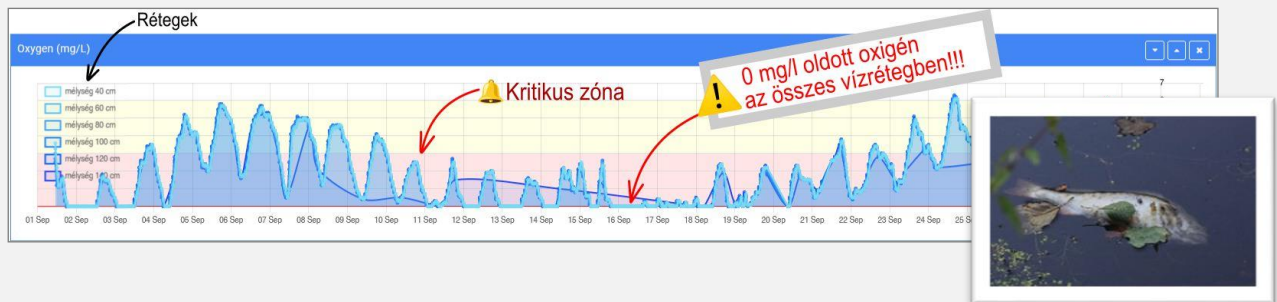 Rétegek
Oxygen (mg/L)
0 mg/l oldott oxigén
az összes vízrétegben!!!
Kritikus zóna
7
mélység 40 cm
mélység 60 cm
mélység 80 cm
mélység 100 cm
mélység 120 cm
mélység 140 cm
01 Sep 02 Sep 03 Sep 04 Sep 05 Sep 06 Sep 07 Sep 08 Sep 09 Sep 10 Sep 11 Sep 12 Sep 13 Sep 14 Sep 15 Sep 16 Sep 17 Sep 18 Sep 19 Sep 20 Sep 21 Sep 22 Sep 23 Sep 24 Sep 25